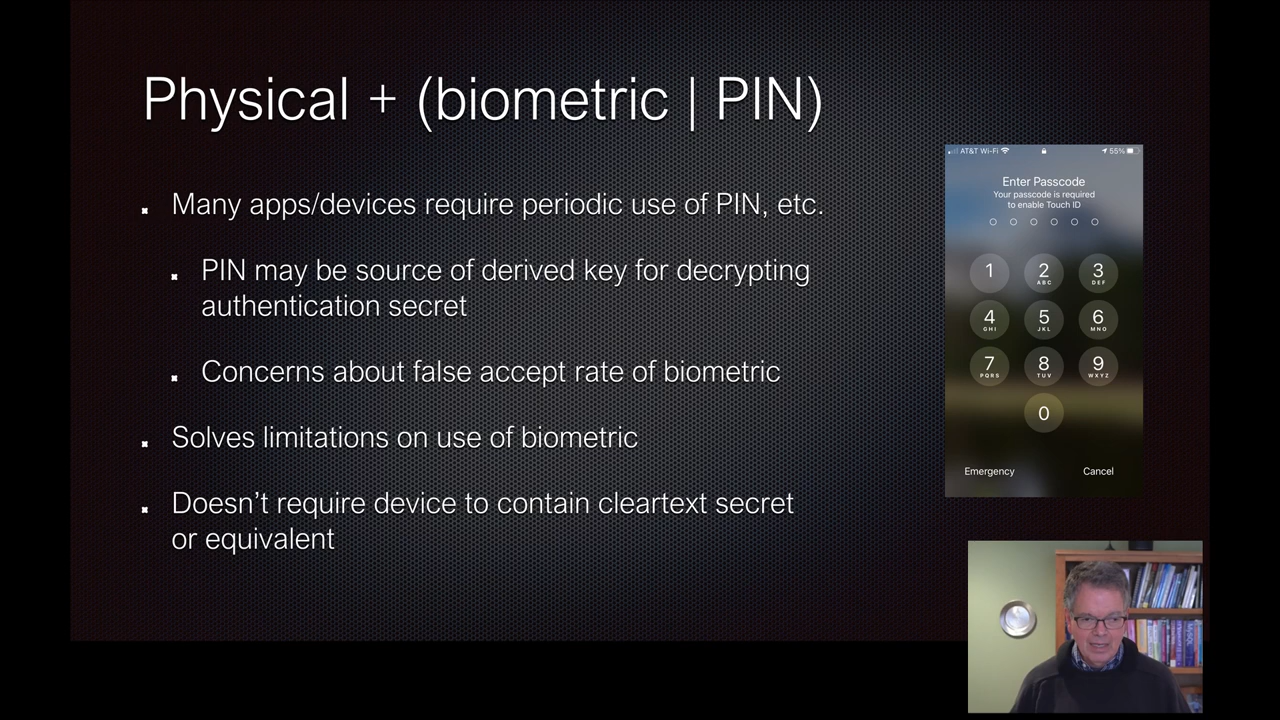 Physical + (biometric | PIN)
Many apps/devices require periodic use of PIN, etc.
PIN may be source of derived key for decrypting
authentication secret
Concerns about false accept rate of biometric
Solves limitations on use of biometric
Doesn’t require device to contain cleartext secret
or equivalent
AT&T Wi-Fi 55%
Enter Passcode
Your passcode is required
to enable Touch ID
1 2 3
ABC DEF
4 5 6
GHI JKL MNO
7 8 9
PQRS TUV WXYZ
0
Emergency Cancel